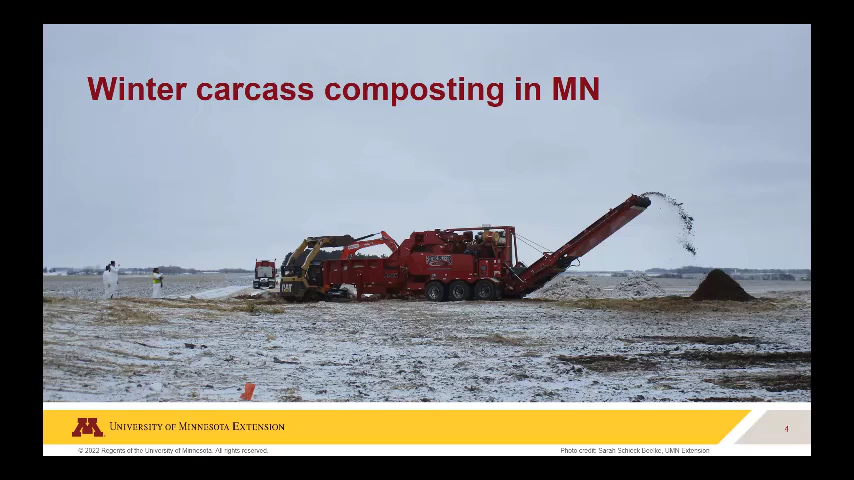 Winter carcass composting in MN
CAT
UNIVERSITY OF MINNESOTA EXTENSION
4
© 2022 Regents of the University of Minnesota. All rights reserved.
Photo credit: Sarah Schieck Boelke, UMN Extension